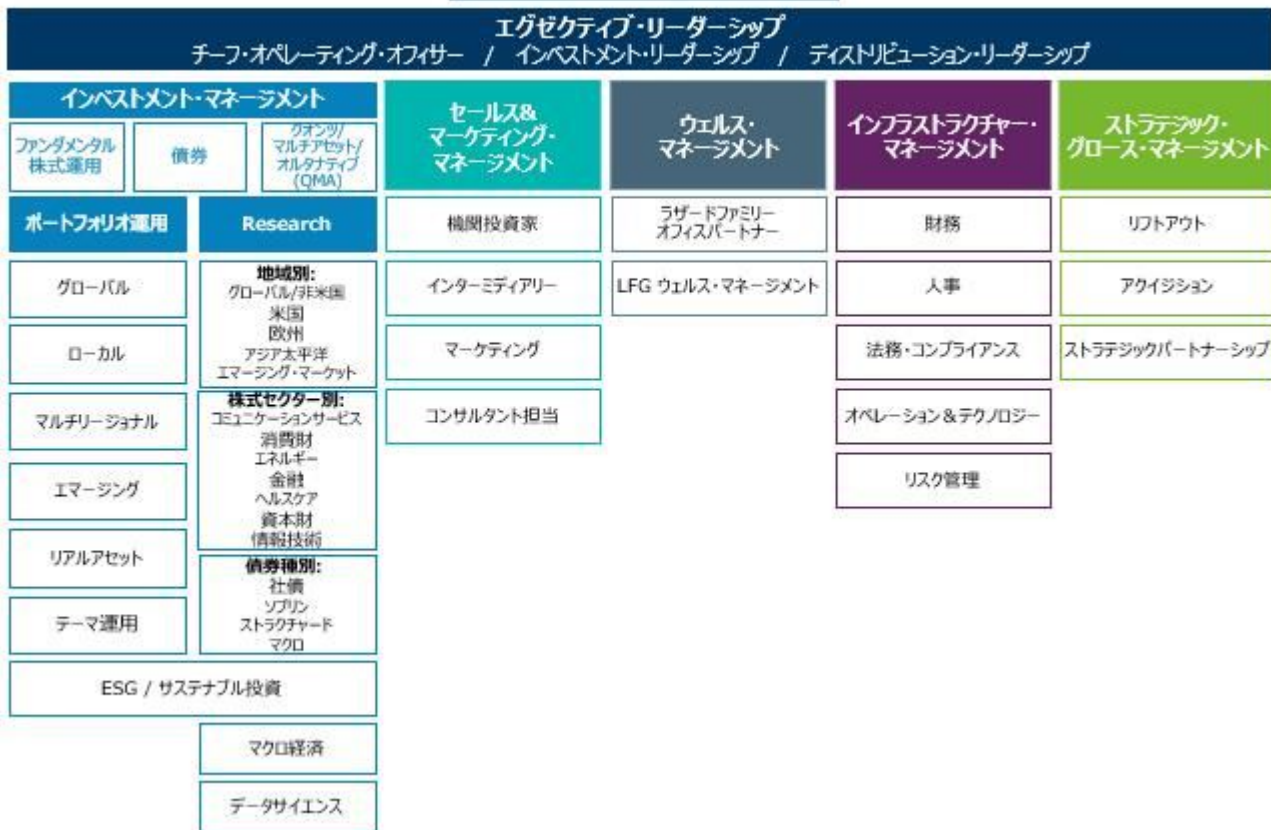 エグゼクティブ・リーダーシップ
チーフ・オペレーティング・オフィサー / インベストメント・リーダーシップ / ディストリビューション・リーダーシップ
インベストメント・マネージメント
ファンダメンタル
株式運用
債券
クオンツ/
マルチアセット/
オルタナティブ
(QMA)
ポートフォリオ運用
グローバル
ローカル
マルチリージョナル
エマージング
リアルアセット
テーマ運用
Research
地域別:
グローバル/非米国
米国
欧州
アジア太平洋
エマージング・マーケット
株式セクター別:
コミュニケーションサービス
消費財
エネルギー
金融
ヘルスケア
資本財
情報技術
債券種別:
社債
ソブリン
ストラクチャード
マクロ
ESG / サステナブル投資
マクロ経済
データサイエンス
セールス&
マーケティング・
マネージメント
機関投資家
インターミディアリー
マーケティング
コンサルタント担当
ウェルス・
マネージメント
ラザードファミリー
オフィスパートナー
LFG ウェルス・マネージメント
インフラストラクチャー・
マネージメント
財務
人事
法務・コンプライアンス
オペレーション＆テクノロジー
リスク管理
ストラテジック・
グロース・マネージメント
リフトアウト
アクイジション
ストラテジックパートナーシップ